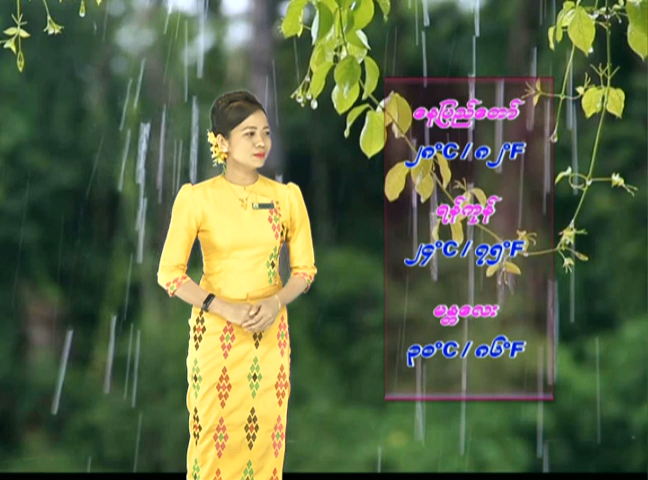 နေပြည်တော်
၂၈°C / ၈၂°F
ရန်ကုန်
၂၄°C / ၇၅°F
မန္တလေး
၃၀°C / ၈၆°F